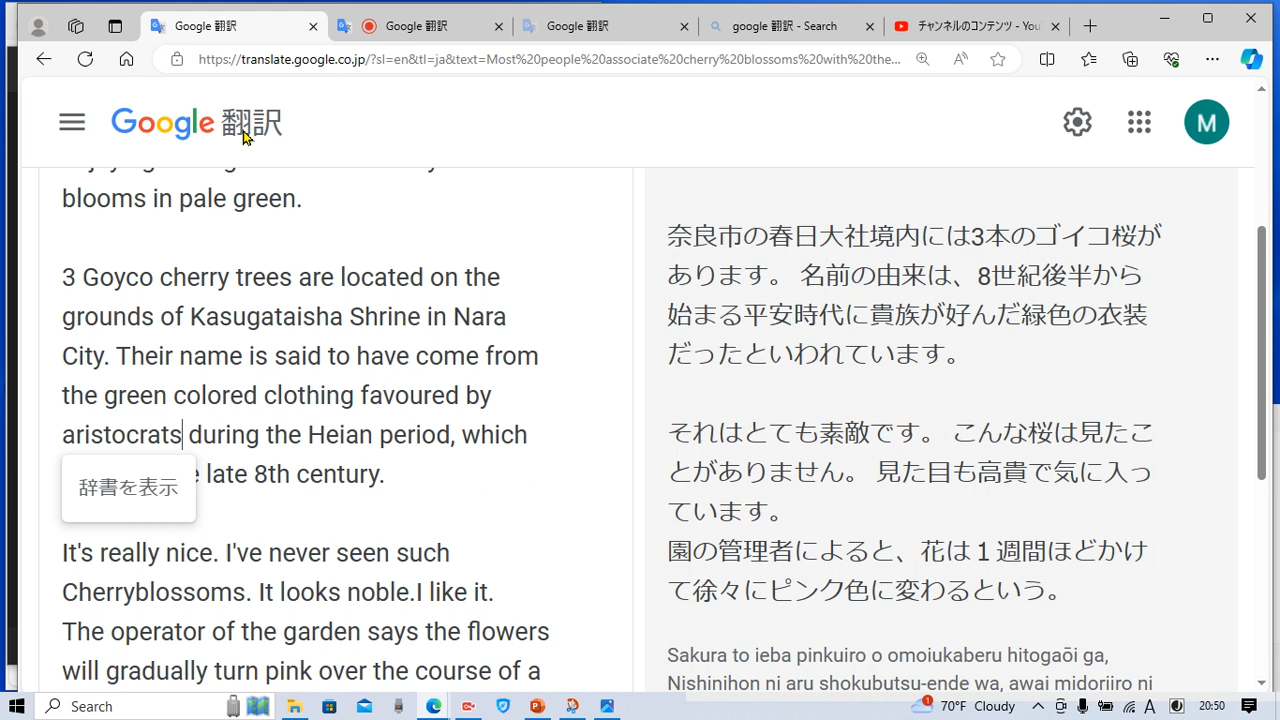 Google 翻訳
Google 翻訳
Google 翻訳
google 翻訳 - Search
チャンネルのコンテンツ - You
https://translate.google.co.jp/?sl=en&tl=ja&text=Most%20people%20associate%20cherry%20blossoms%20with%20the...
Google 翻訳
M
blooms in pale green.
3 Goyco cherry trees are located on the
grounds of Kasugataisha Shrine in Nara
City. Their name is said to have come from
the green colored clothing favoured by
aristocrats during the Heian period, which
late 8th century.
辞書を表示
It's really nice. I've never seen such
Cherryblossoms. It looks noble.I like it.
The operator of the garden says the flowers
will gradually turn pink over the course of a
奈良市の春日大社境内には3本のゴイコ桜が
あります。 名前の由来は、8世紀後半から
始まる平安時代に貴族が好んだ緑色の衣装
だったといわれています。
それはとても素敵です。 こんな桜は見たこ
とがありません。 見た目も高貴で気に入っ
ています。
園の管理者によると、花は１週間ほどかけ
て徐々にピンク色に変わるという。
Sakura to ieba pinkuiro o omoiukaberu hitogaōi ga,
Nishinihon ni aru shokubutsu-ende wa, awai midoriiro ni
Search
1
70°F Cloudy
A
20:50